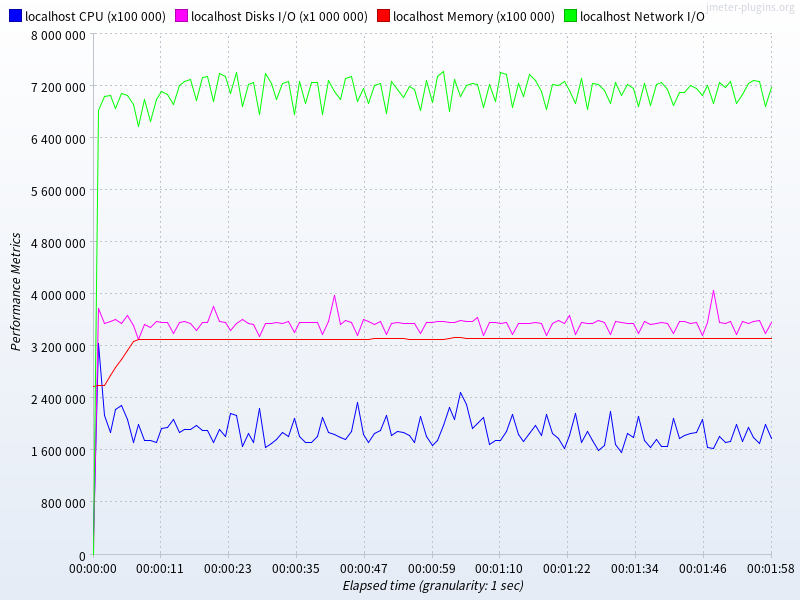 jmeter-plugins.org
localhost CPU (x100 000) localhost Disks I/O (x1 000 000) localhost Memory (x100 000) localhost Network I/O
8 000 000
7 200 000
6 400 000
5 600 000
4 800 000
4 000 000
3 200 000
2 400 000
1 600 000
800 000
0
Performance Metrics
00:00:00 00:00:11 00:00:23 00:00:35 00:00:47 00:00:59 00:01:10 00:01:22 00:01:34 00:01:46 00:01:58
Elapsed time (granularity: 1 sec)